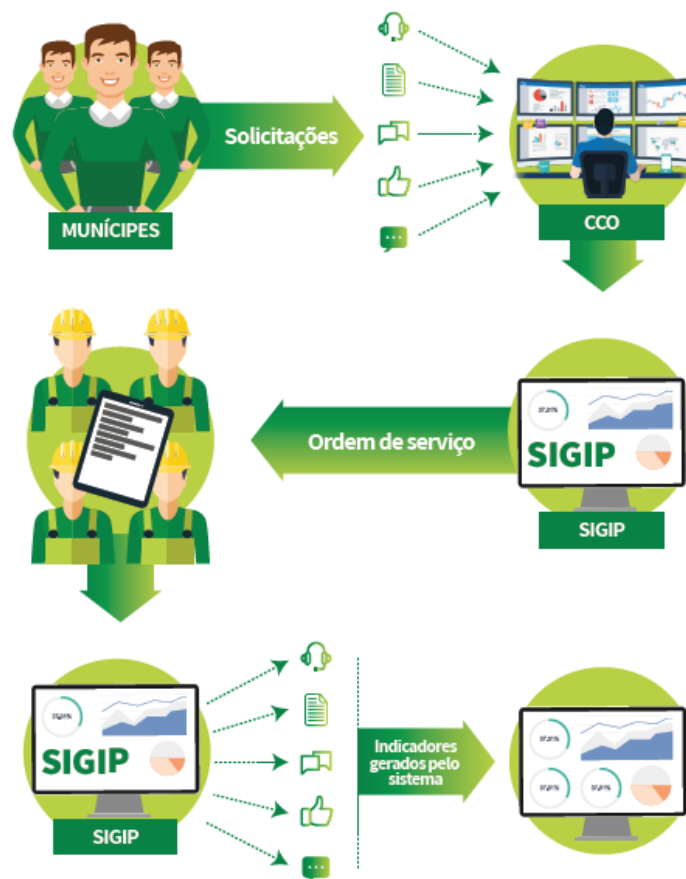 Solicitações
MUNÍCIPES
CCO
Ordem de serviço
SIGIP
SIGIP
SIGIP
SIGIP
Indicadores
gerados pelo
sistema